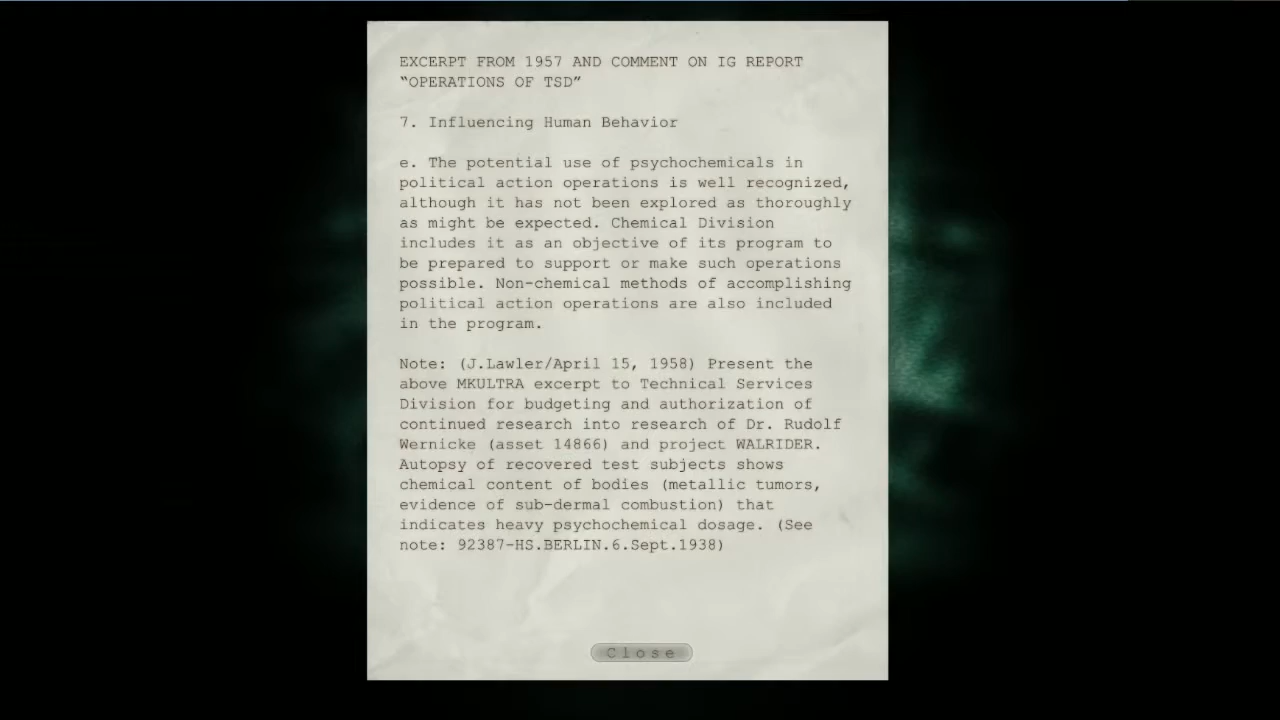 EXCERPT FROM 1957 AND COMMENT ON IG REPORT
“OPERATIONS OF TSD”
7. Influencing Human Behavior
e. The potential use of psychochemicals in
political action operations is well recognized,
although it has not been explored as thoroughly
as might be expected. Chemical Division
includes it as an objective of its program to
be prepared to support or make such operations
possible. Non-chemical methods of accomplishing
political action operations are also included
in the program.
Note: (J.Lawler/April 15, 1958) Present the
above MKULTRA excerpt to Technical Services
Division for budgeting and authorization of
continued research into research of Dr. Rudolf
Wernicke (asset 14866) and project WALRIDER.
Autopsy of recovered test subjects shows
chemical content of bodies (metallic tumors,
evidence of sub-dermal combustion) that
indicates heavy psychochemical dosage. (See
note: 92387-HS.BERLIN.6.Sept.1938)
Close